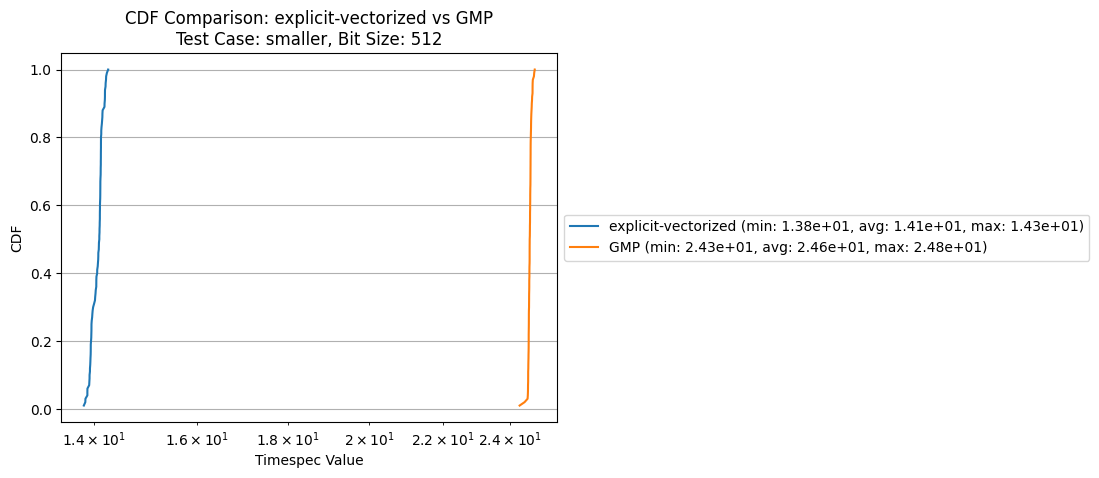 CDF Comparison: explicit-vectorized vs GMP
Test Case: smaller, Bit Size: 512
CDF
1.0
0.8
0.6
0.4
0.2
0.0
explicit-vectorized (min: 1.38e+01, avg: 1.41e+01, max: 1.43e+01)
GMP (min: 2.43e+01, avg: 2.46e+01, max: 2.48e+01)
1.4 × 10¹ 1.6 × 10¹ 1.8 × 10¹ 2 × 10¹ 2.2 × 10¹ 2.4 × 10¹
Timespec Value